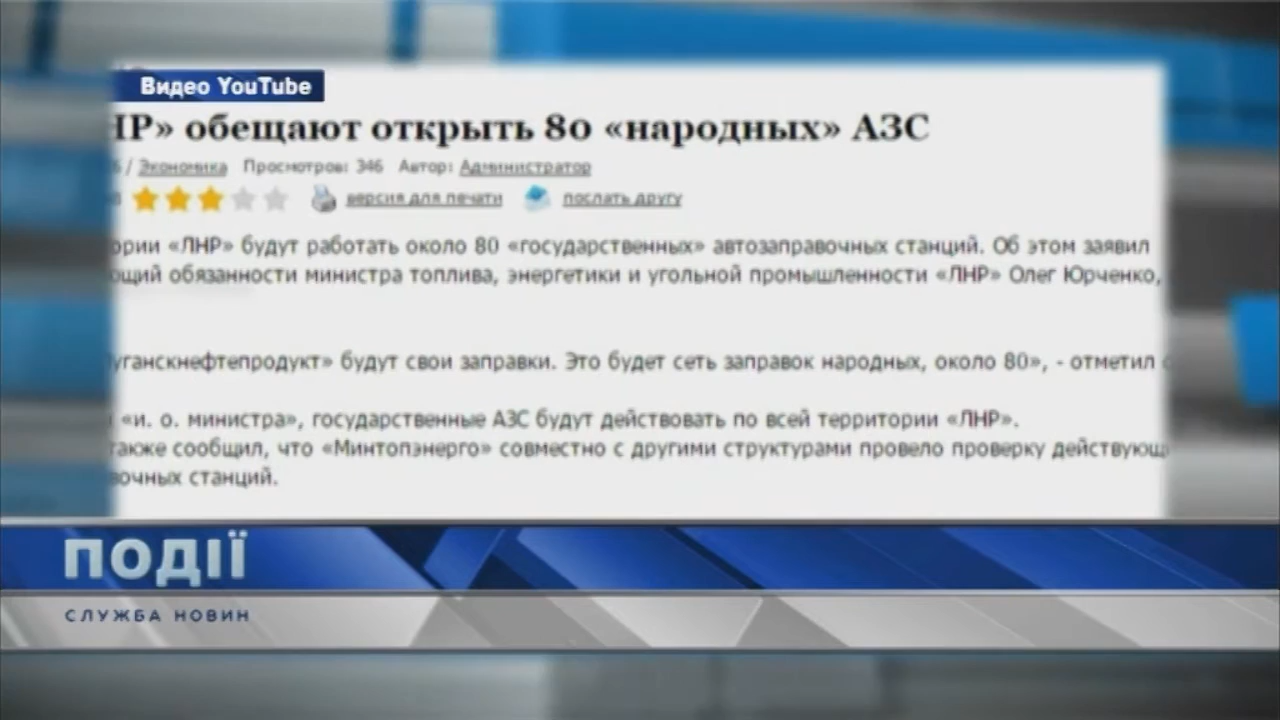 Видео YouTube
НР» обещают открыть 80 «народных» АЗС
/ Экономика Просмотров: 346 Автор: Администратор
версия для печати послать другу
ории «ЛНР» будут работать около 80 «государственных» автозаправочных станций. Об этом заявил
ющий обязанности министра топлива, энергетики и угольной промышленности «ЛНР» Олег Юрченко,
уганскнефтепродукт» будут свои заправки. Это будет сеть заправок народных, около 80», - отметил
«и. о. министра», государственные АЗС будут действовать по всей территории «ЛНР».
также сообщил, что «Минтопэнерго» совместно с другими структурами провело проверку действующ
вочных станций.
ПОДІЇ
СЛУЖБА НОВИН